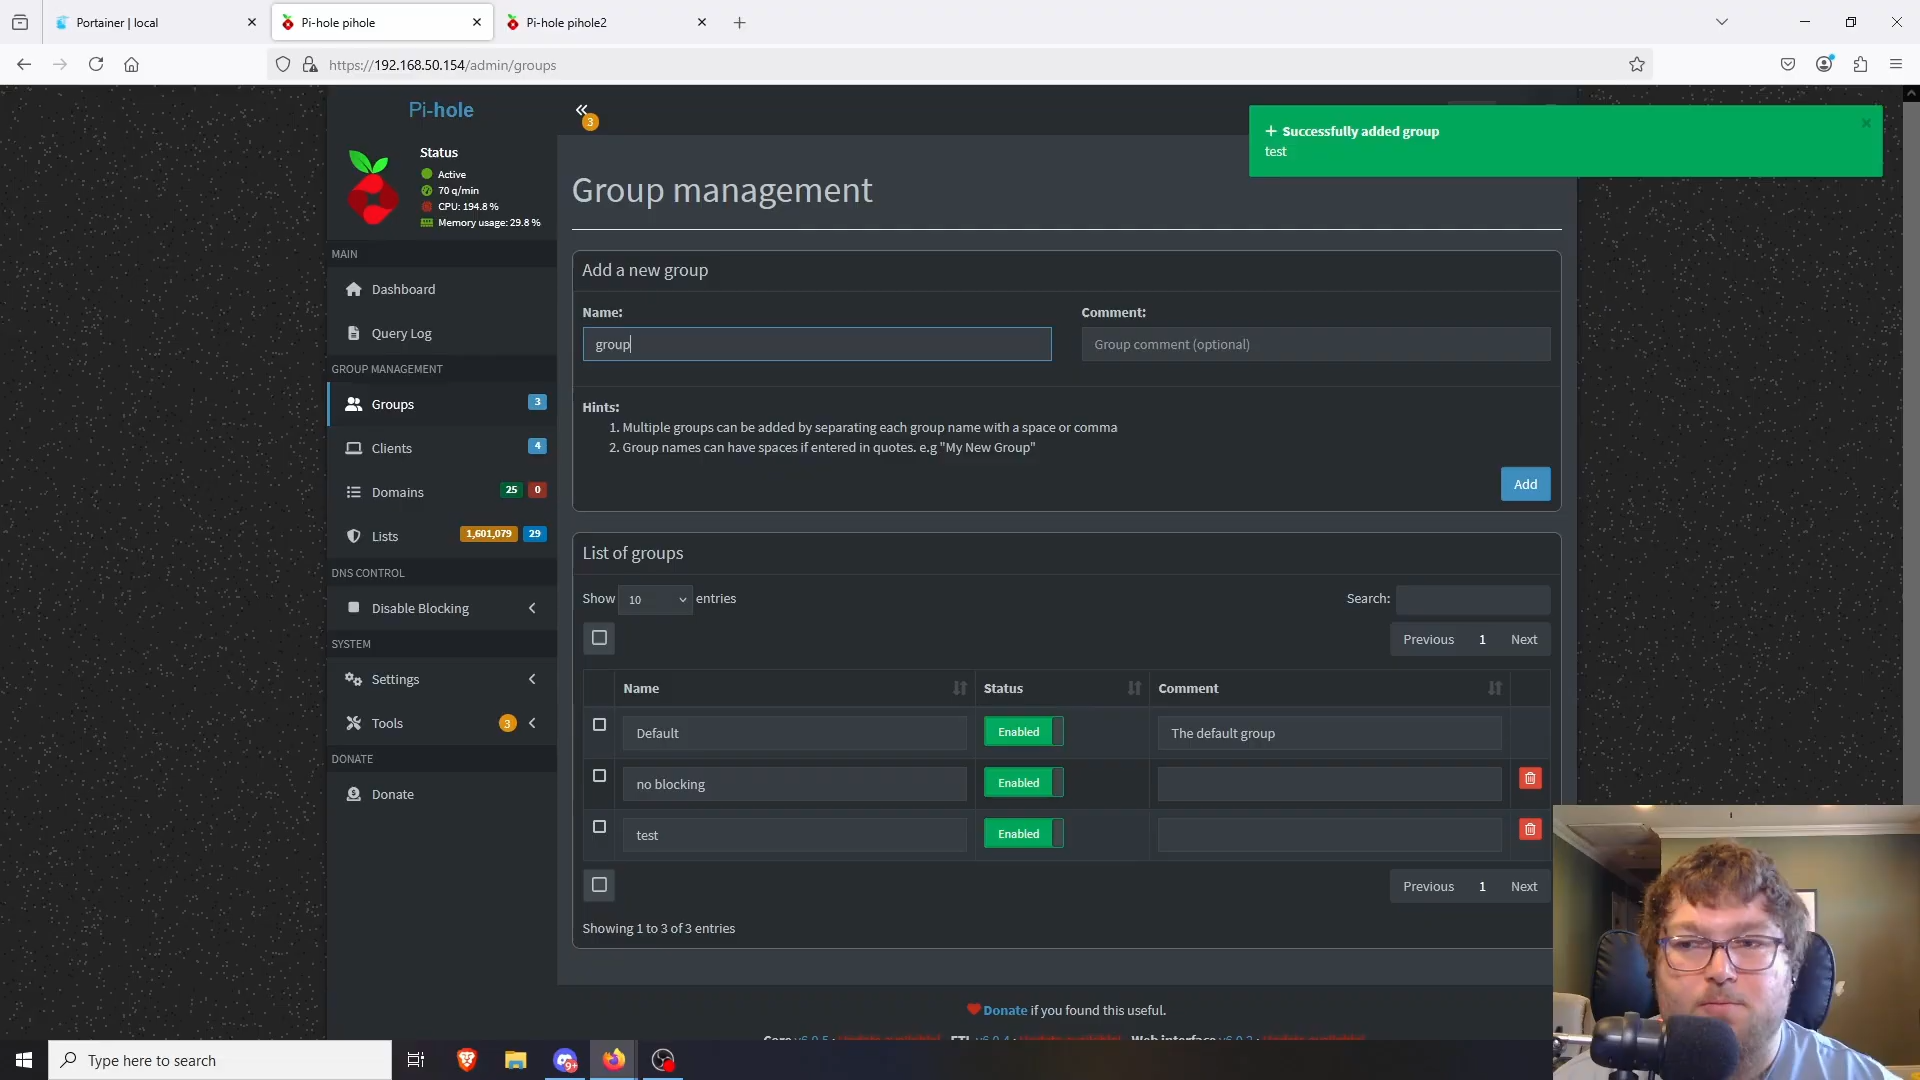 Portainer | local
Pi-hole pihole
Pi-hole pihole2
https://192.168.50.154/admin/groups
Pi-hole
3
Status
Active
70 q/min
CPU: 194.8 %
Memory usage: 29.8 %
Successfully added group
test
Group management
MAIN
Dashboard
Query Log
GROUP MANAGEMENT
Groups 3
Clients 4
Domains 25 0
Lists 1,601,079 29
DNS CONTROL
Disable Blocking
SYSTEM
Settings
Tools 3
DONATE
Donate
Add a new group
Name:
Comment:
group
Group comment (optional)
Hints:
1. Multiple groups can be added by separating each group name with a space or comma
2. Group names can have spaces if entered in quotes. e.g "My New Group"
Add
List of groups
Show 10 entries
Search:
Previous 1 Next
Name Status Comment
Default Enabled The default group
no blocking Enabled
test Enabled
Previous 1 Next
Showing 1 to 3 of 3 entries
Donate if you found this useful.
Type here to search
9+